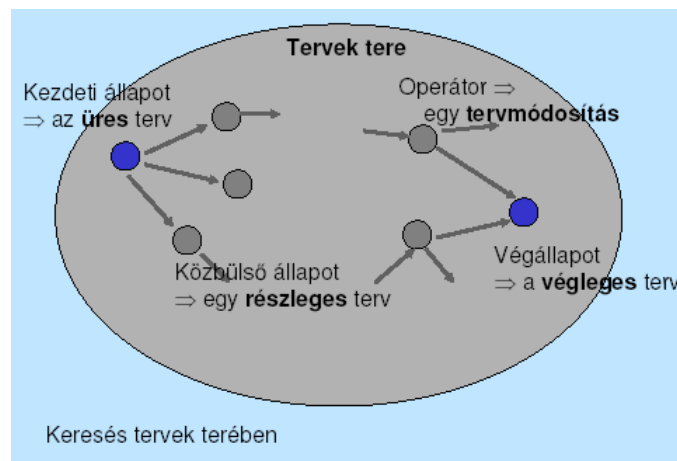 Tervek tere
Kezdeti állapot
⇒ az üres terv
Operátor ⇒
egy tervmódosítás
Közbülső állapot
⇒ egy részleges terv
Végállapot
⇒ a végleges terv
Keresés tervek terében